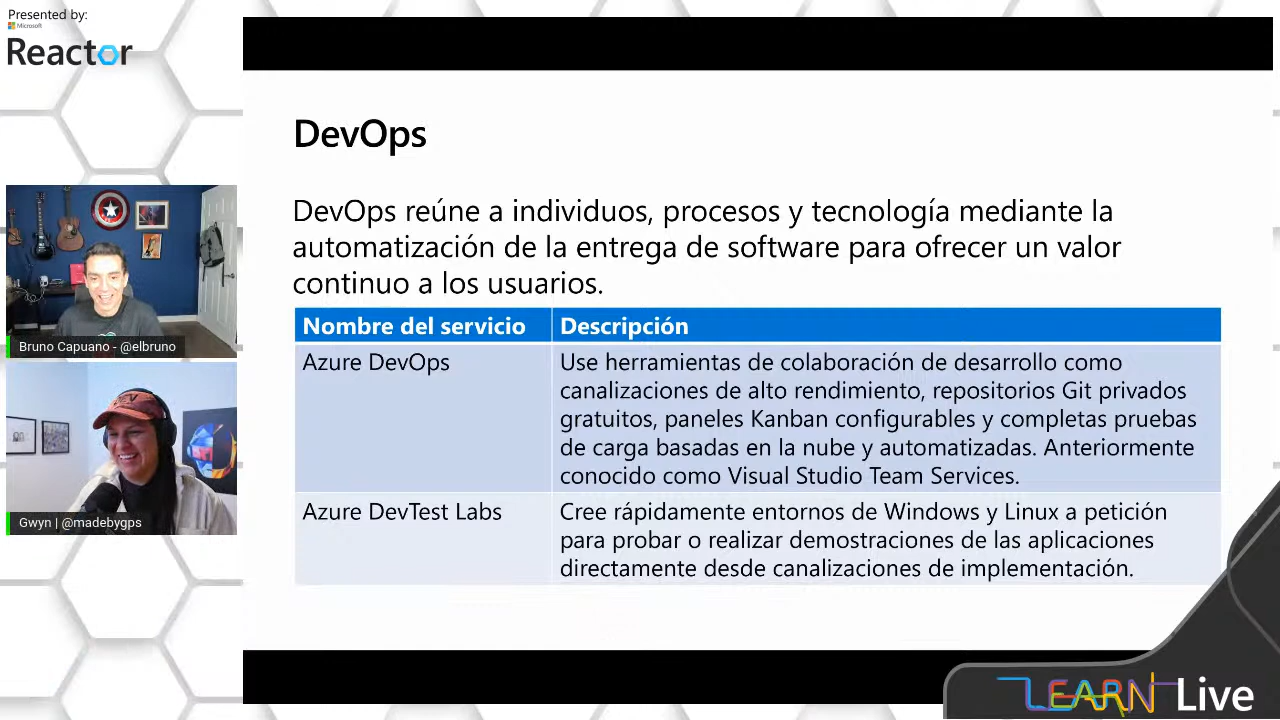 Presented by:
Microsoft
Reactor
DevOps
DevOps reúne a individuos, procesos y tecnología mediante la
automatización de la entrega de software para ofrecer un valor
continuo a los usuarios.
Nombre del servicio
Descripción
Azure DevOps
Use herramientas de colaboración de desarrollo como
canalizaciones de alto rendimiento, repositorios Git privados
gratuitos, paneles Kanban configurables y completas pruebas
de carga basadas en la nube y automatizadas. Anteriormente
conocido como Visual Studio Team Services.
Azure DevTest Labs
Cree rápidamente entornos de Windows y Linux a petición
para probar o realizar demostraciones de las aplicaciones
directamente desde canalizaciones de implementación.
Bruno Capuano - @elbruno
Gwyn | @madebygps
LEARN Live